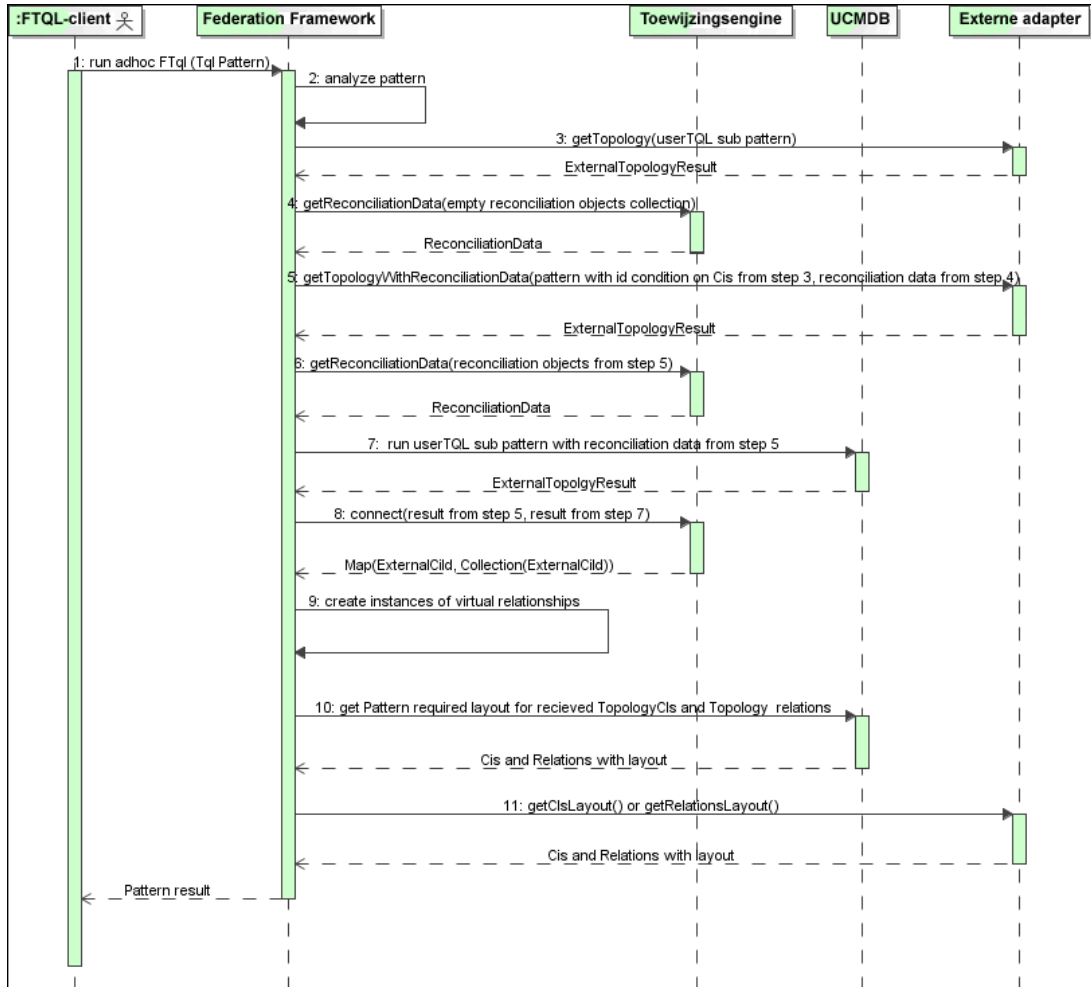 :FTQL-client
Federation Framework
Toewijzingsengine
UCMDB
Externe adapter
1: run adhoc FTql (Tql Pattern)
2: analyze pattern
3: getTopology(userTQL sub pattern)
ExternalTopologyResult
4: getReconciliationData(empty reconciliation objects collection)
ReconciliationData
5: getTopologyWithReconciliationData(pattern with id condition on Cis from step 3, reconciliation data from step 4)
ExternalTopologyResult
6: getReconciliationData(reconciliation objects from step 5)
ReconciliationData
7: run userTQL sub pattern with reconciliation data from step 5
ExternalTopolgyResult
8: connect(result from step 5, result from step 7)
Map(ExternalCiId, Collection(ExternalCiId))
9: create instances of virtual relationships
10: get Pattern required layout for recieved TopologyCIs and Topology relations
Cis and Relations with layout
11: getCIsLayout() or getRelationsLayout()
Cis and Relations with layout
Pattern result